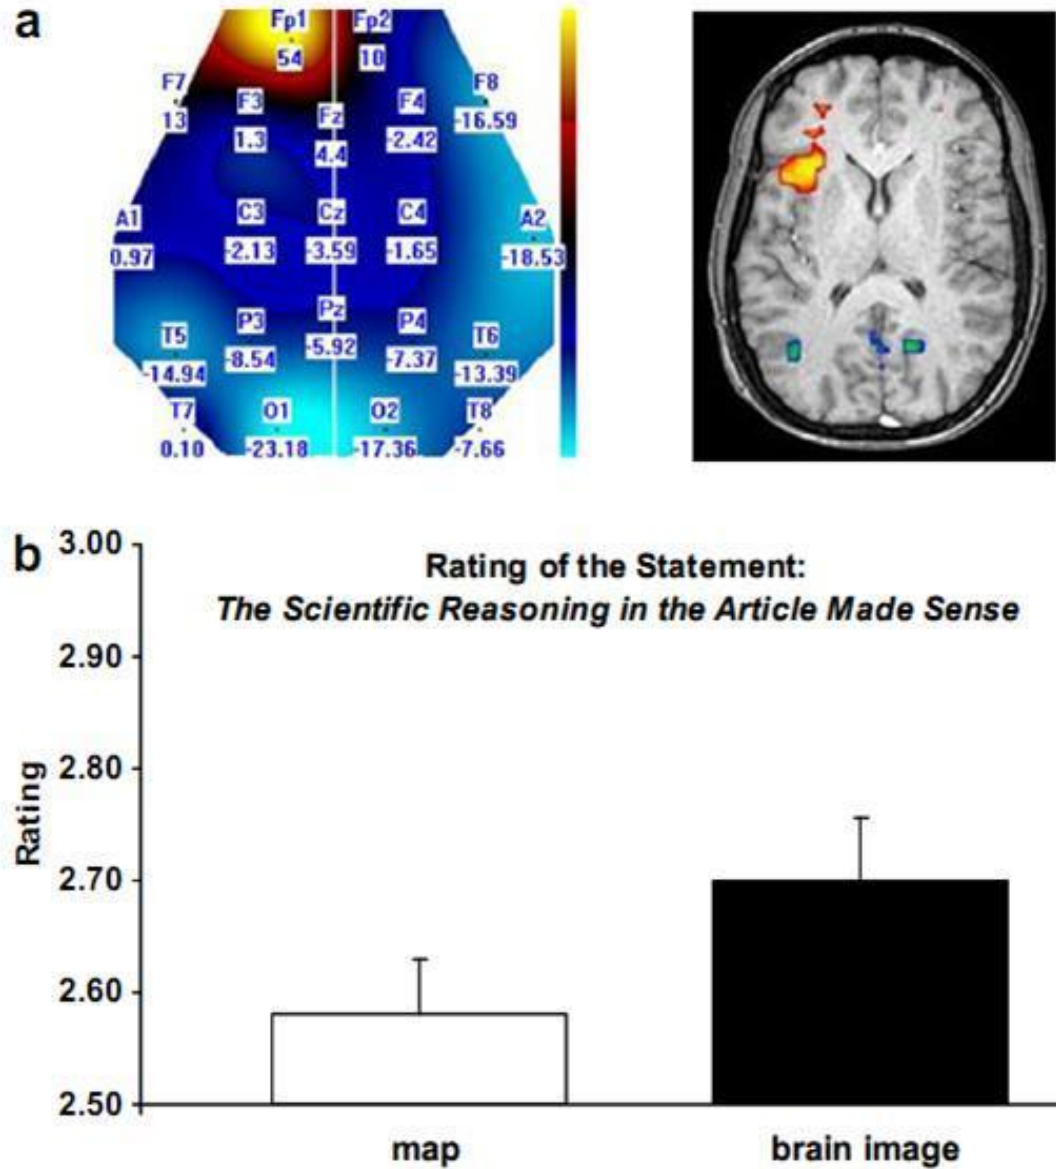 a
Fp1 Fp2
54 10
F7 F8
F3 F4
13 Fz -16.59
1.3 -2.42
4.4
A1 C3 Cz C4 A2
0.97 -2.13 -3.59 -1.65 -18.53
Pz
T5 P3 P4 T6
-14.94 -8.54 -5.92 -7.37 -13.39
T7 O1 O2 T8
0.10 -23.18 -17.36 -7.66
b
Rating of the Statement:
The Scientific Reasoning in the Article Made Sense
Rating
3.00
2.90
2.80
2.70
2.60
2.50
map brain image